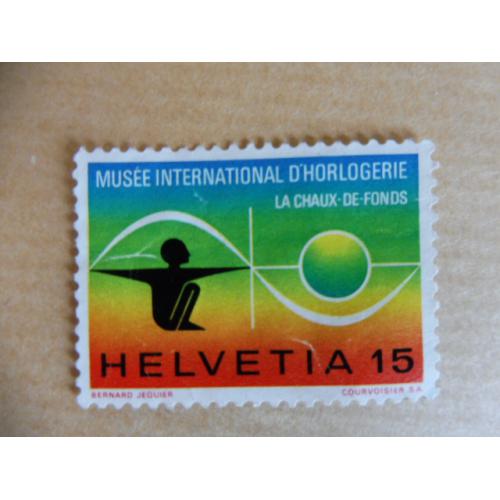 MUSÉE INTERNATIONAL D'HORLOGERIE
LA CHAUX-DE-FONDS
HELVETIA 15
BERNARD JEQUIER COURVOISIER S.A.